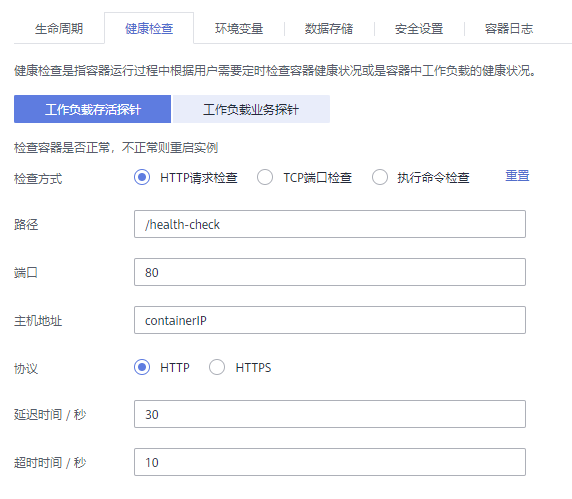 生命周期 健康检查 环境变量 数据存储 安全设置 容器日志
健康检查是指容器运行过程中根据用户需要定时检查容器健康状况或是容器中工作负载的健康状况。
工作负载存活探针 工作负载业务探针
检查容器是否正常，不正常则重启实例
检查方式 HTTP请求检查 TCP端口检查 执行命令检查 重置
路径 /health-check
端口 80
主机地址 containerIP
协议 HTTP HTTPS
延迟时间 / 秒 30
超时时间 / 秒 10